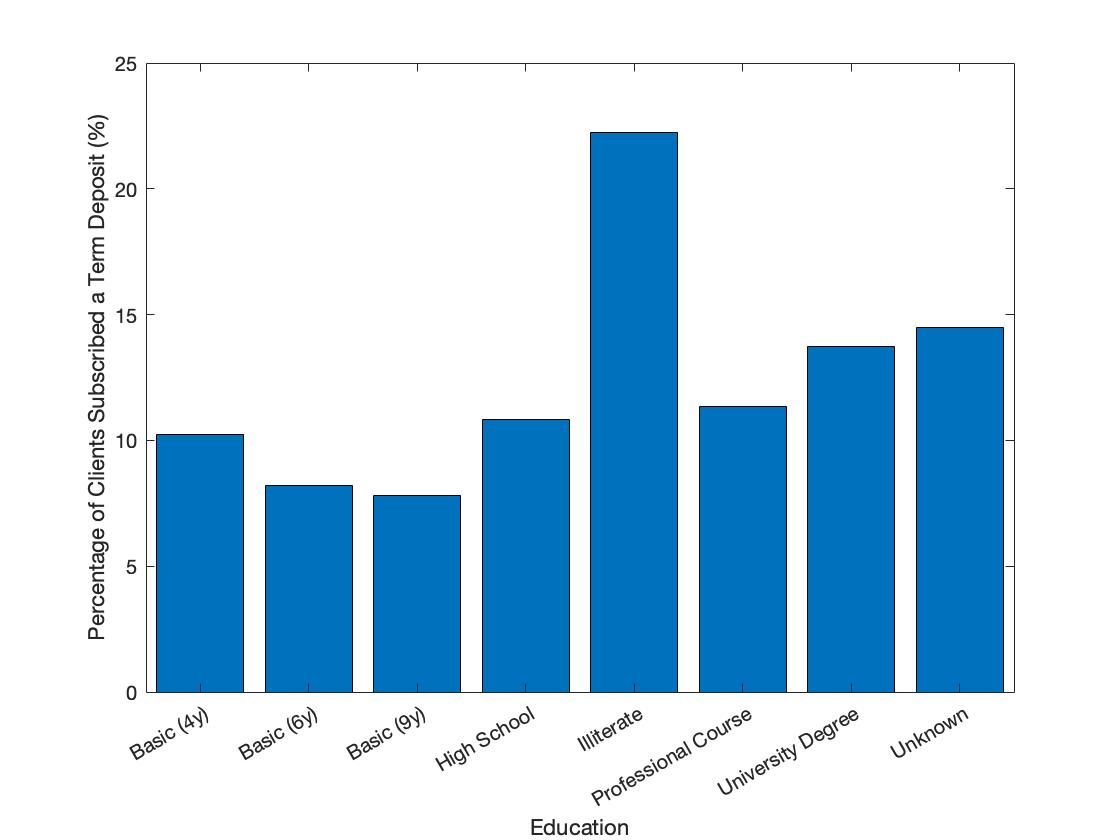 25
20
15
10
5
0
Percentage of Clients Subscribed a Term Deposit (%)
Basic (4y)
Basic (6y)
Basic (9y)
High School
Illiterate
Professional Course
University Degree
Unknown
Education